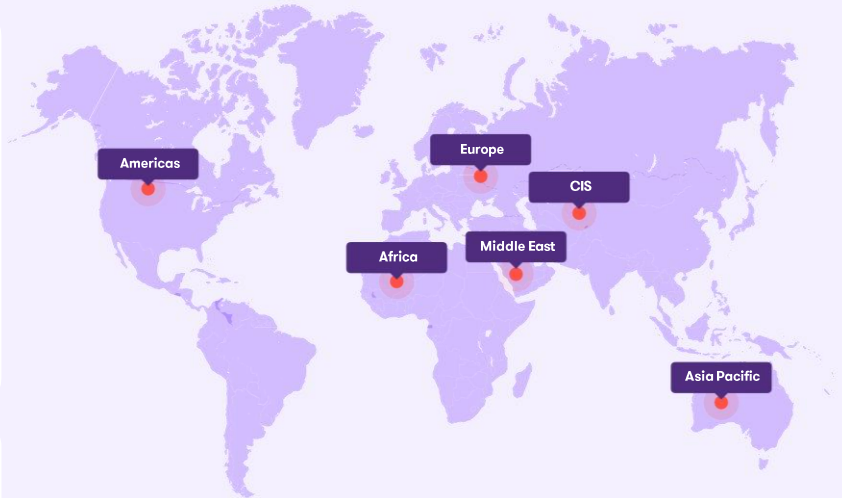 Europe
Americas
CIS
Middle East
Africa
Asia Pacific